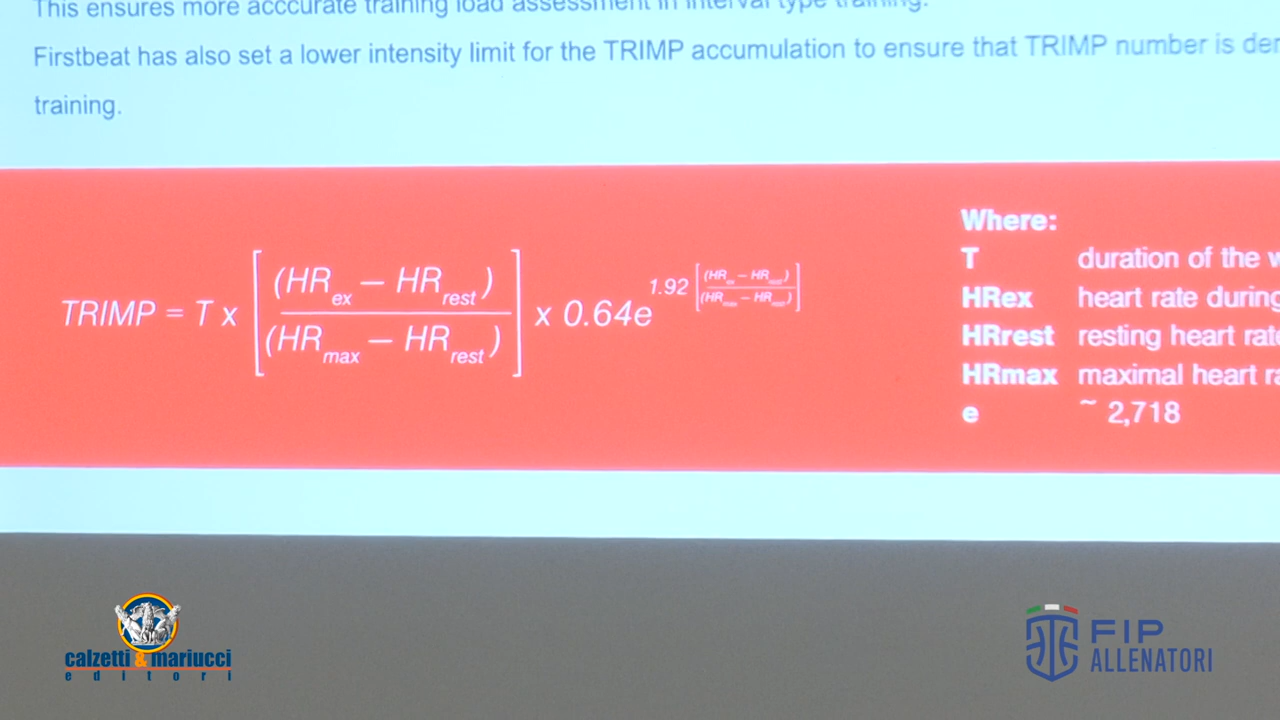 This ensures more acccurate training load assessment in interval type training.
Firstbeat has also set a lower intensity limit for the TRIMP accumulation to ensure that TRIMP number is
training.
TRIMP = T x [(HRex − HRrest) / (HRmax − HRrest)] x 0.64e^1.92 [(HRex − HRrest) / (HRmax − HRrest)]
Where:
T duration of the
HRex heart rate during
HRrest resting heart
HRmax maximal heart
e ~ 2,718
calzetti & mariucci
editori
FIP
ALLENATORI